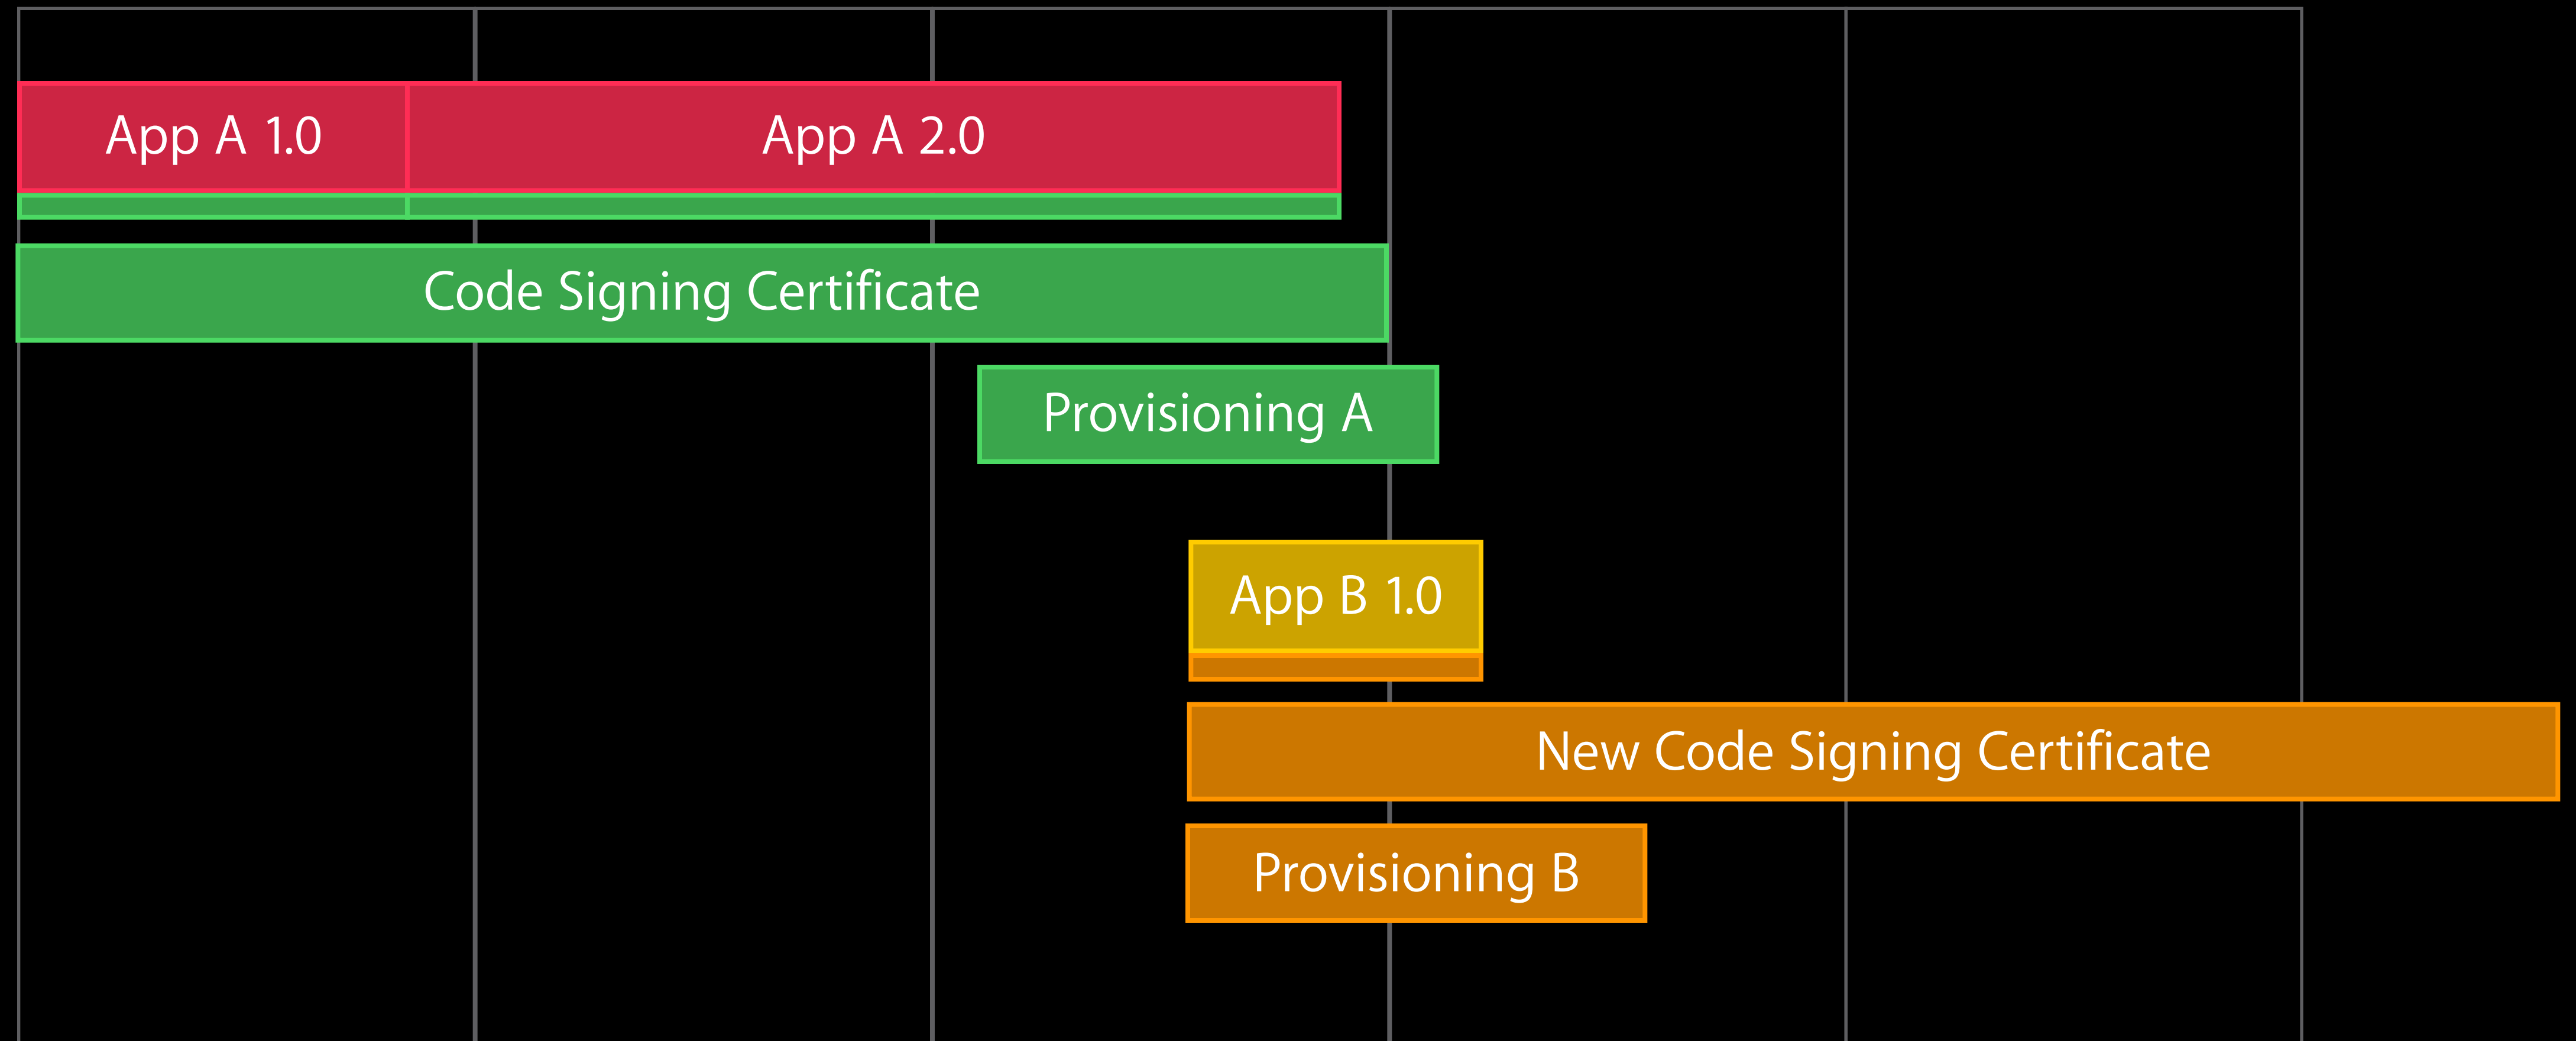 App A 1.0
App A 2.0
Code Signing Certificate
Provisioning A
App B 1.0
New Code Signing Certificate
Provisioning B